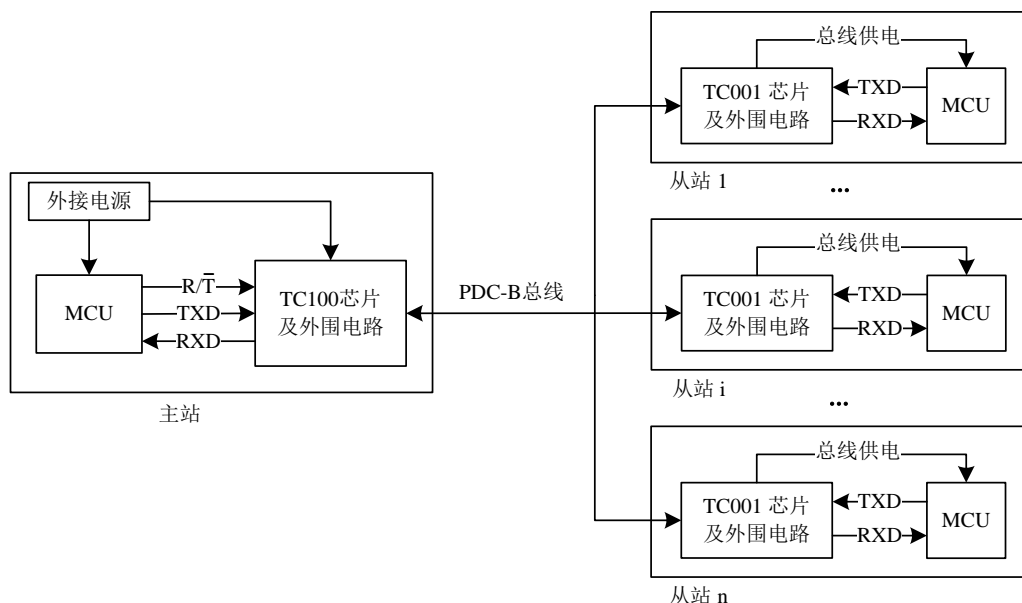 外接电源
MCU
R/T̅
TXD
RXD
TC100芯片
及外围电路
主站
PDC-B总线
总线供电
TC001 芯片
及外围电路
TXD
RXD
MCU
从站 1
...
总线供电
TC001 芯片
及外围电路
TXD
RXD
MCU
从站 i
...
总线供电
TC001 芯片
及外围电路
TXD
RXD
MCU
从站 n